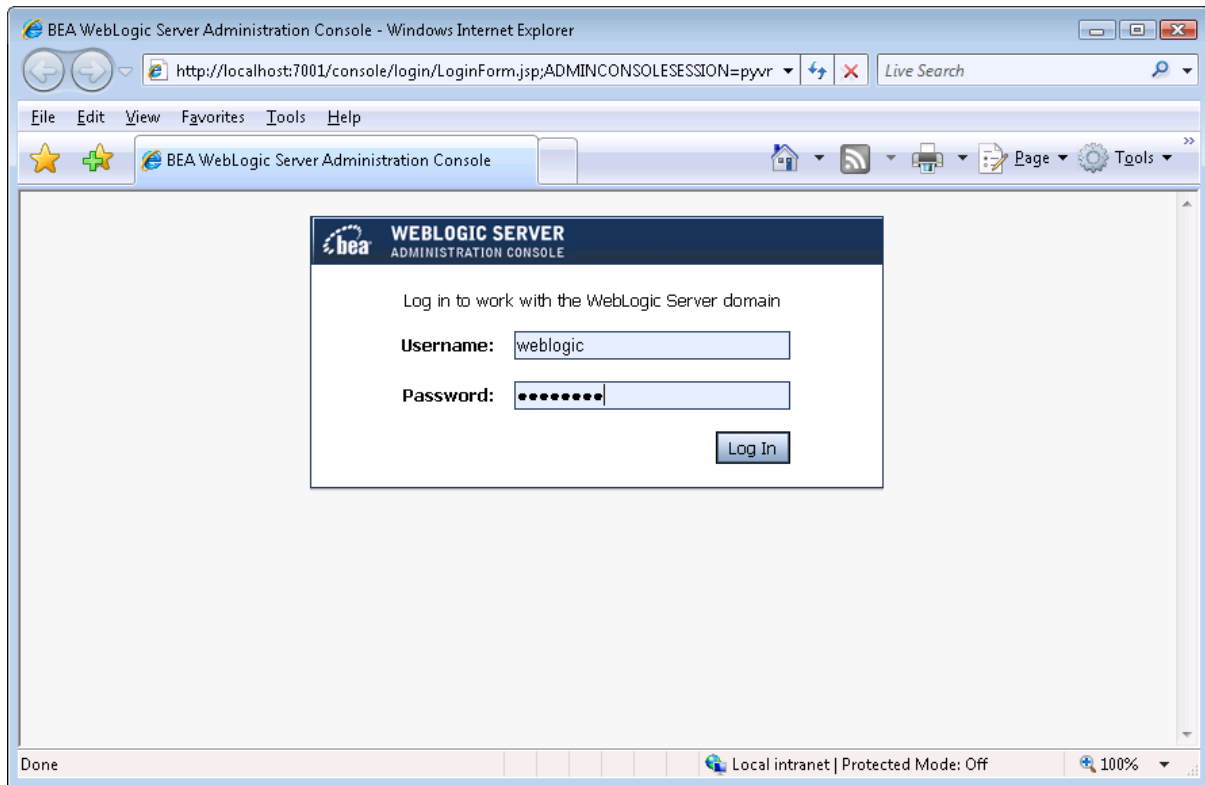 BEA WebLogic Server Administration Console - Windows Internet Explorer
http://localhost:7001/console/login/LoginForm.jsp;ADMINCONSOLESESSION=pyvr
Live Search
File Edit View Favorites Tools Help
BEA WebLogic Server Administration Console
Page Tools
bea
WEBLOGIC SERVER
ADMINISTRATION CONSOLE
Log in to work with the WebLogic Server domain
Username: weblogic
Password: ••••••••
Log In
Done
Local intranet | Protected Mode: Off
100%